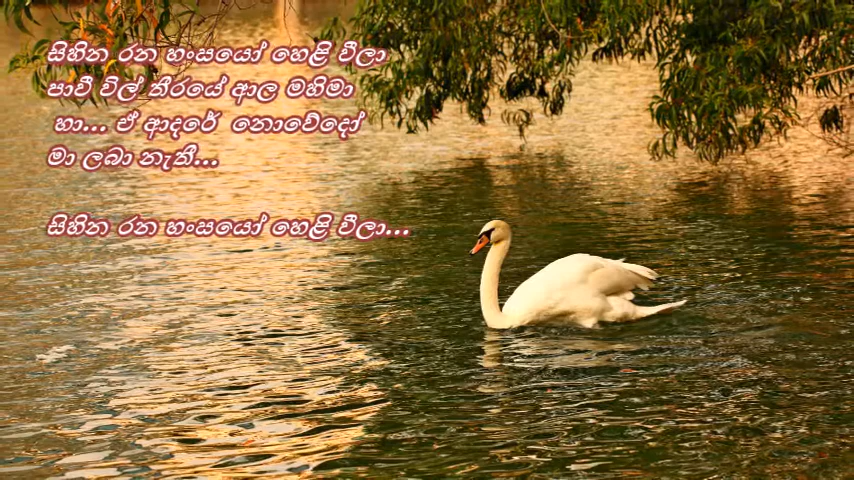 සිහින රන හංසයෝ හෙළි වීලා
පාවී විල් තීරයේ ආල මහිමා
හා... ඒ ආදරේ නොවේදෝ
මා ලබා නැතී...
සිහින රන හංසයෝ හෙළි වීලා...